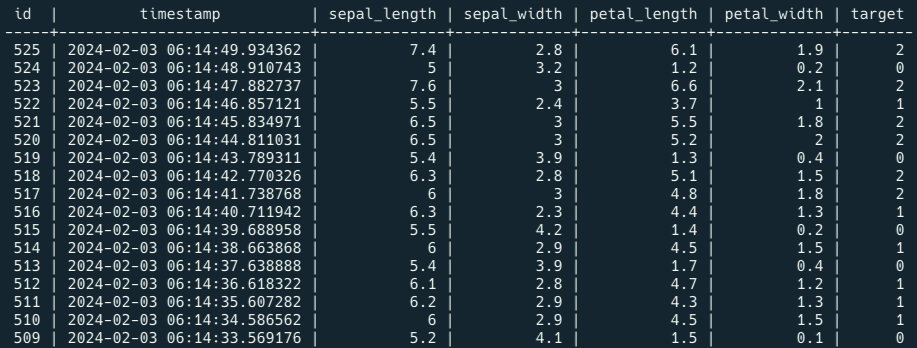 id | timestamp | sepal_length | sepal_width | petal_length | petal_width | target
-----+----------------------------+--------------+-------------+--------------+-------------+--------
525 | 2024-02-03 06:14:49.934362 | 7.4 | 2.8 | 6.1 | 1.9 | 2
524 | 2024-02-03 06:14:48.910743 | 5 | 3.2 | 1.2 | 0.2 | 0
523 | 2024-02-03 06:14:47.882737 | 7.6 | 3 | 6.6 | 2.1 | 2
522 | 2024-02-03 06:14:46.857121 | 5.5 | 2.4 | 3.7 | 1 | 1
521 | 2024-02-03 06:14:45.834971 | 6.5 | 3 | 5.5 | 1.8 | 2
520 | 2024-02-03 06:14:44.811031 | 6.5 | 3 | 5.2 | 2 | 2
519 | 2024-02-03 06:14:43.789311 | 5.4 | 3.9 | 1.3 | 0.4 | 0
518 | 2024-02-03 06:14:42.770326 | 6.3 | 2.8 | 5.1 | 1.5 | 2
517 | 2024-02-03 06:14:41.738768 | 6 | 3 | 4.8 | 1.8 | 2
516 | 2024-02-03 06:14:40.711942 | 6.3 | 2.3 | 4.4 | 1.3 | 1
515 | 2024-02-03 06:14:39.688958 | 5.5 | 4.2 | 1.4 | 0.2 | 0
514 | 2024-02-03 06:14:38.663868 | 6 | 2.9 | 4.5 | 1.5 | 1
513 | 2024-02-03 06:14:37.638888 | 5.4 | 3.9 | 1.7 | 0.4 | 0
512 | 2024-02-03 06:14:36.618322 | 6.1 | 2.8 | 4.7 | 1.2 | 1
511 | 2024-02-03 06:14:35.607282 | 6.2 | 2.9 | 4.3 | 1.3 | 1
510 | 2024-02-03 06:14:34.586562 | 6 | 2.9 | 4.5 | 1.5 | 1
509 | 2024-02-03 06:14:33.569176 | 5.2 | 4.1 | 1.5 | 0.1 | 0